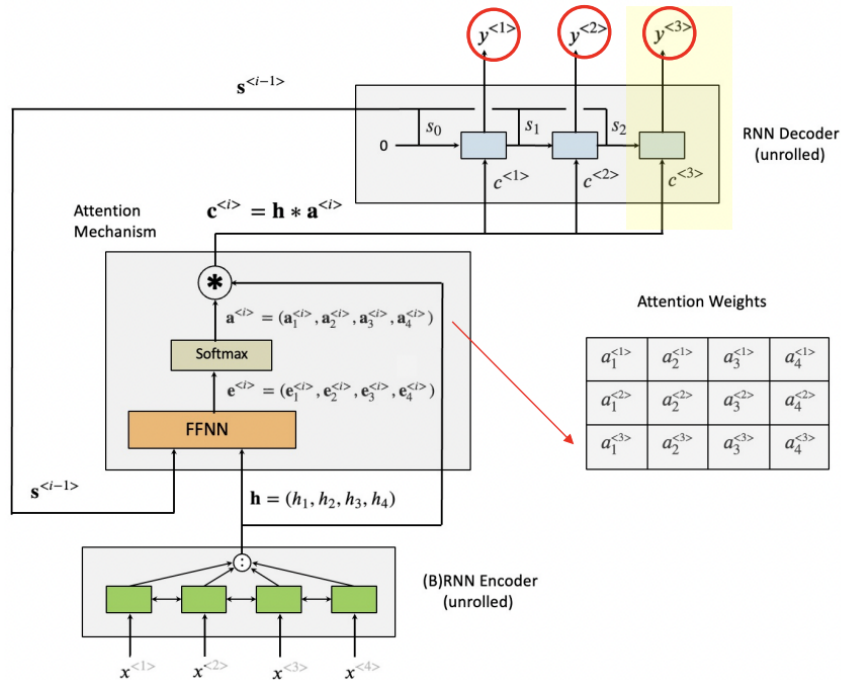 y<1> y<2> y<3>
s<i−1>
RNN Decoder
(unrolled)
0 s0 s1 s2
c<1> c<2> c<3>
Attention
Mechanism
c<i> = h ∗ a<i>
*
a<i> = (a1<i>, a2<i>, a3<i>, a4<i>)
Softmax
e<i> = (e1<i>, e2<i>, e3<i>, e4<i>)
FFNN
s<i−1>
h = (h1, h2, h3, h4)
Attention Weights
a1<1> a2<1> a3<1> a4<1>
a1<2> a2<2> a3<2> a4<2>
a1<3> a2<3> a3<3> a4<3>
:
(B)RNN Encoder
(unrolled)
x<1> x<2> x<3> x<4>